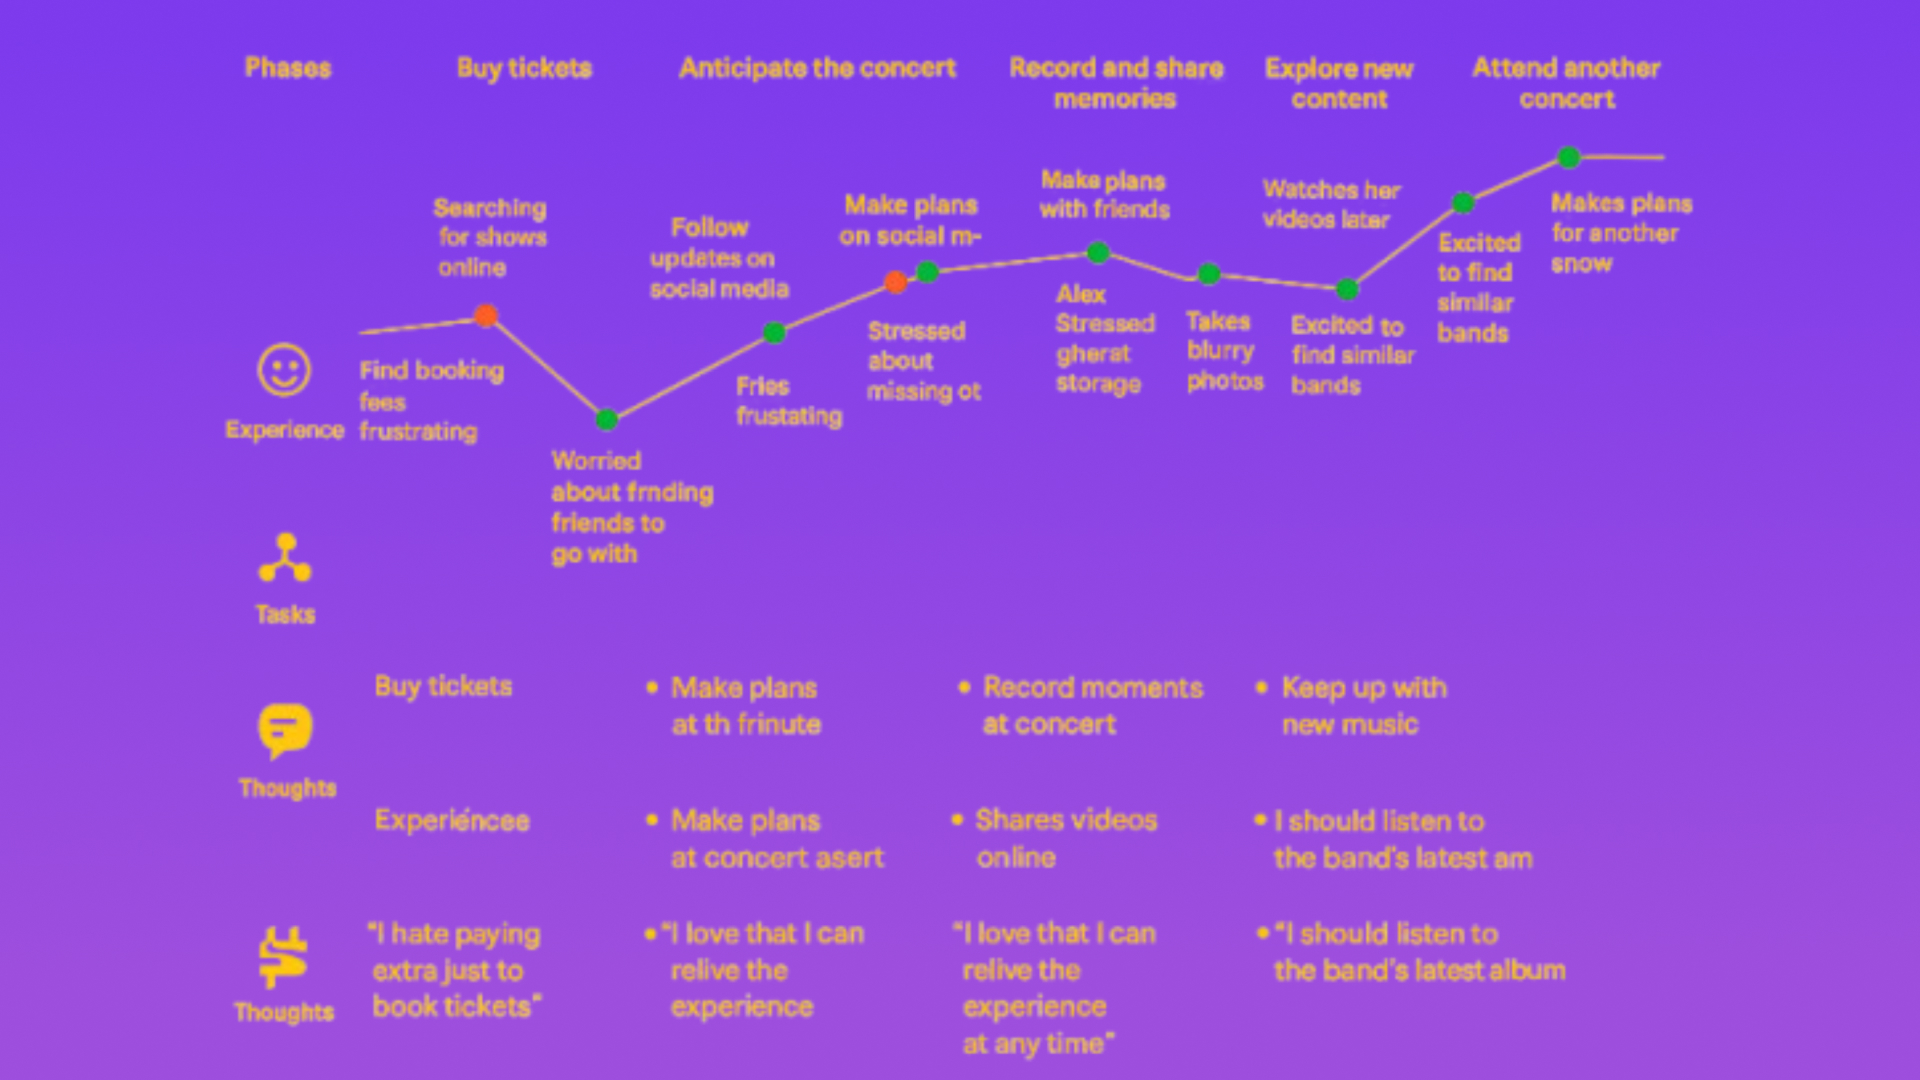 Phases
Buy tickets
Anticipate the concert
Record and share
memories
Explore new
content
Attend another
concert
Searching
for shows
online
Follow
updates on
social media
Make plans
on social m-
Make plans
with friends
Watches her
videos later
Makes plans
for another
snow
Excited
to find
similar
bands
Experience
Find booking
fees
frustrating
Worried
about frnding
friends to
go with
Fries
frustating
Stressed
about
missing ot
Alex
Stressed
gherat
storage
Takes
blurry
photos
Excited to
find similar
bands
Tasks
Thoughts
Buy tickets
• Make plans
at th frinute
• Record moments
at concert
• Keep up with
new music
Experiéncee
• Make plans
at concert asert
• Shares videos
online
• I should listen to
the band's latest am
Thoughts
"I hate paying
extra just to
book tickets"
• "I love that I can
relive the
experience
"I love that I can
relive the
experience
at any time"
• "I should listen to
the band's latest album